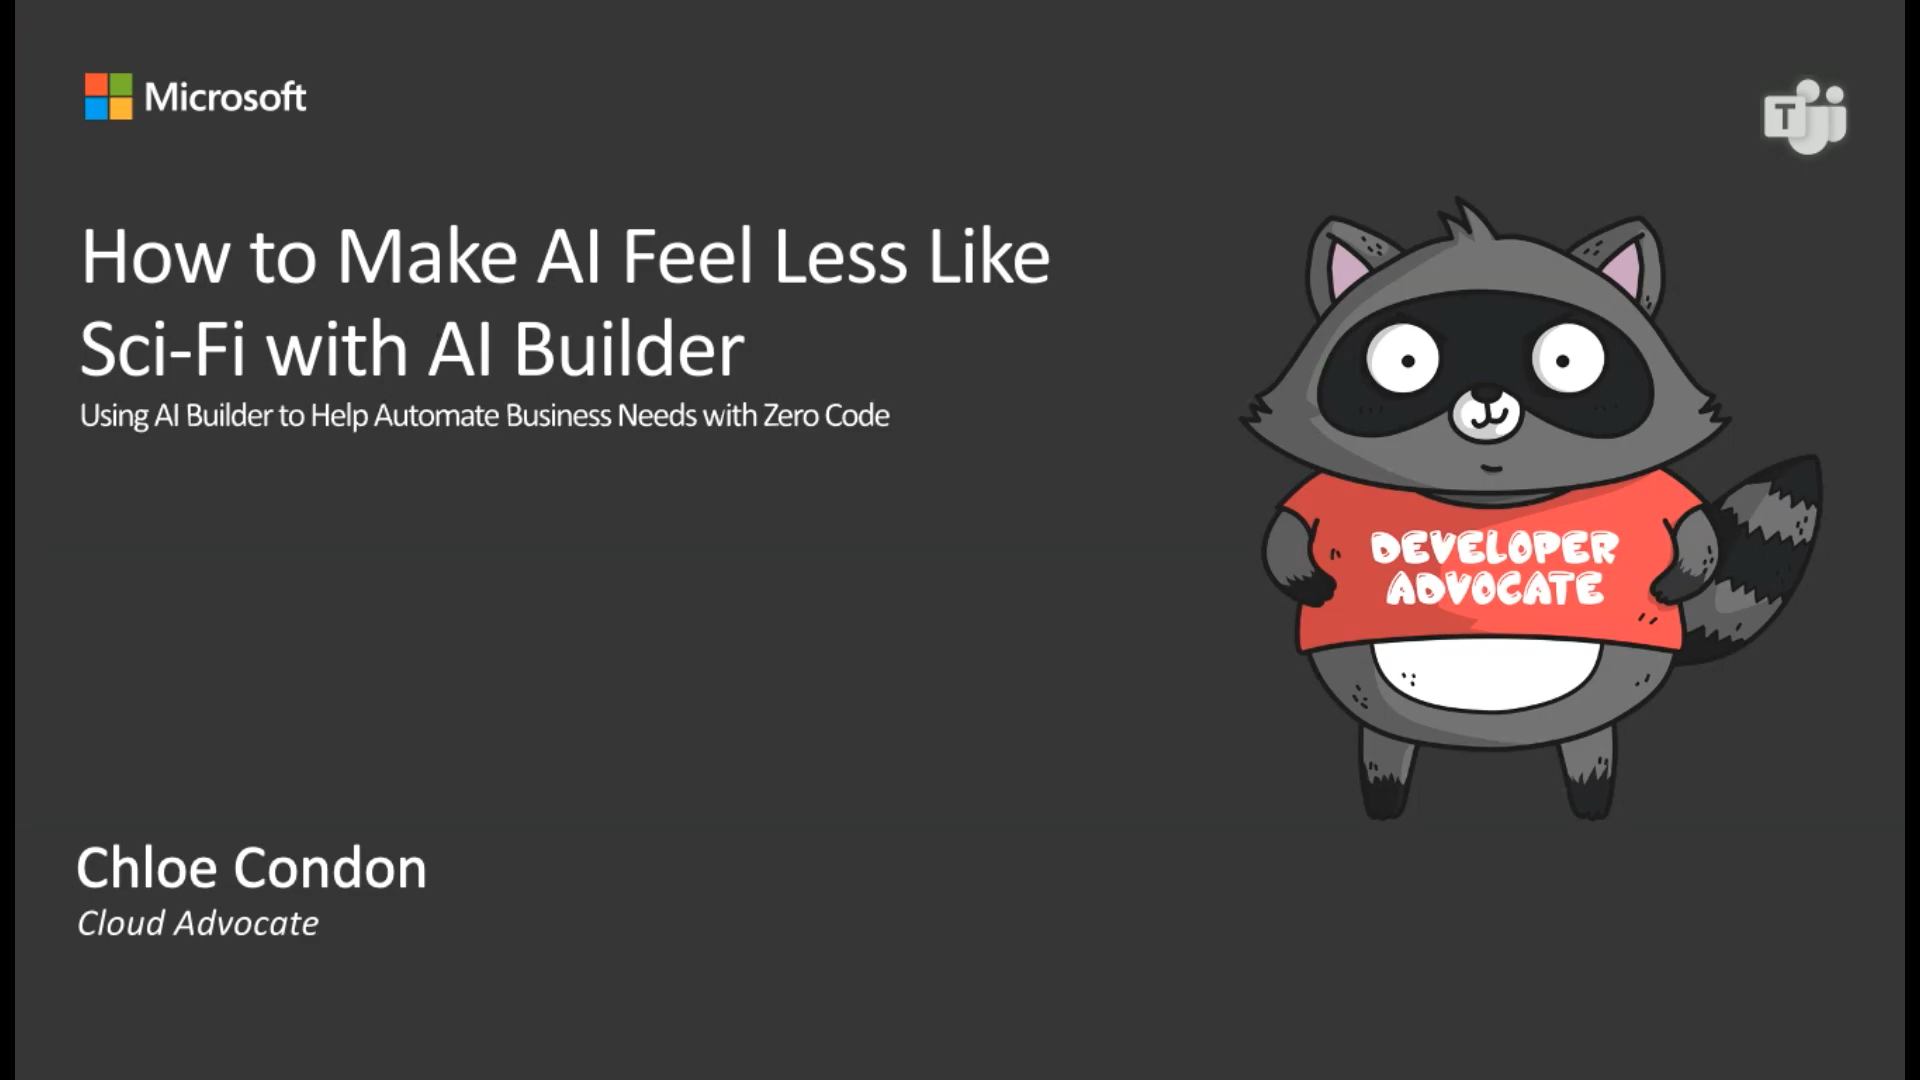 Microsoft
T
How to Make AI Feel Less Like
Sci-Fi with AI Builder
Using AI Builder to Help Automate Business Needs with Zero Code
DEVELOPER
ADVOCATE
Chloe Condon
Cloud Advocate